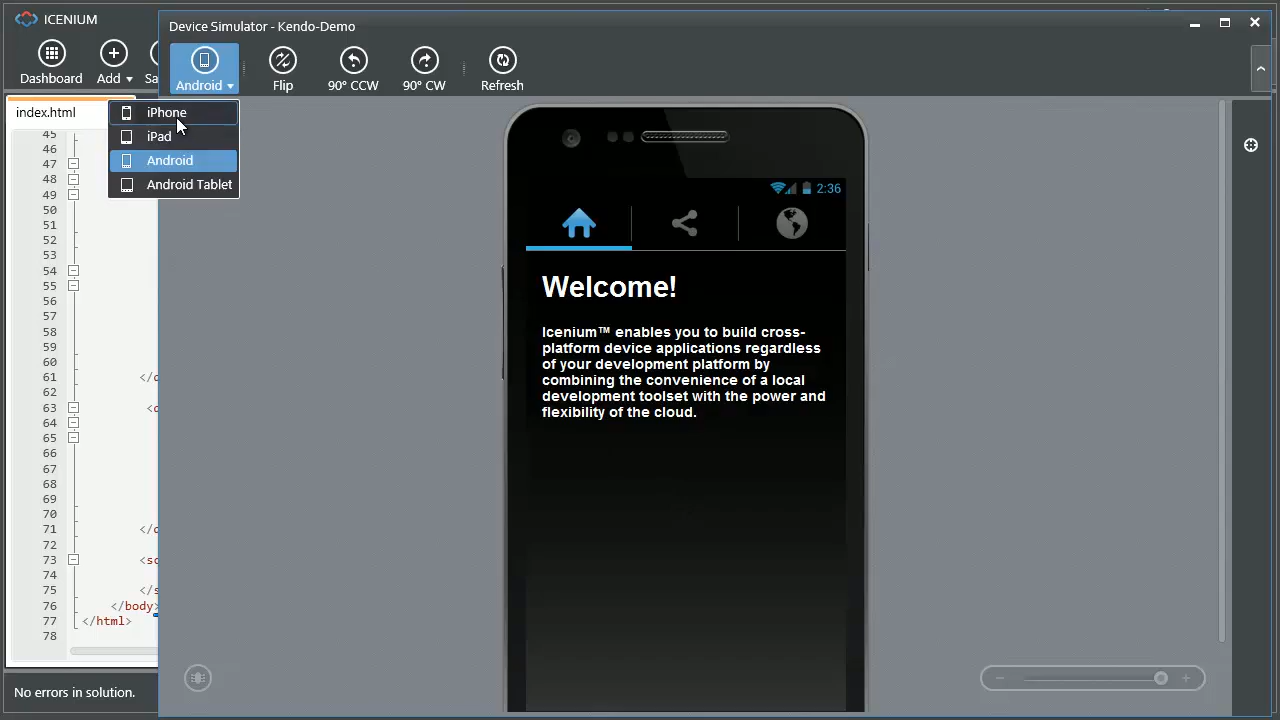 ICENIUM
Device Simulator - Kendo-Demo
Dashboard
Add
Sa
Android
Flip
90° CCW
90° CW
Refresh
index.html
iPhone
iPad
Android
Android Tablet
45
46
47
48
49
50
51
52
53
54
55
56
57
58
59
60
61 </d
62
63 <d
64
65
66
67
68
69
70
71 </d
72
73 <sc
74
75 </s
76 </body>
77 </html>
78
2:36
Welcome!
Icenium™ enables you to build cross-
platform device applications regardless
of your development platform by
combining the convenience of a local
development toolset with the power and
flexibility of the cloud.
No errors in solution.